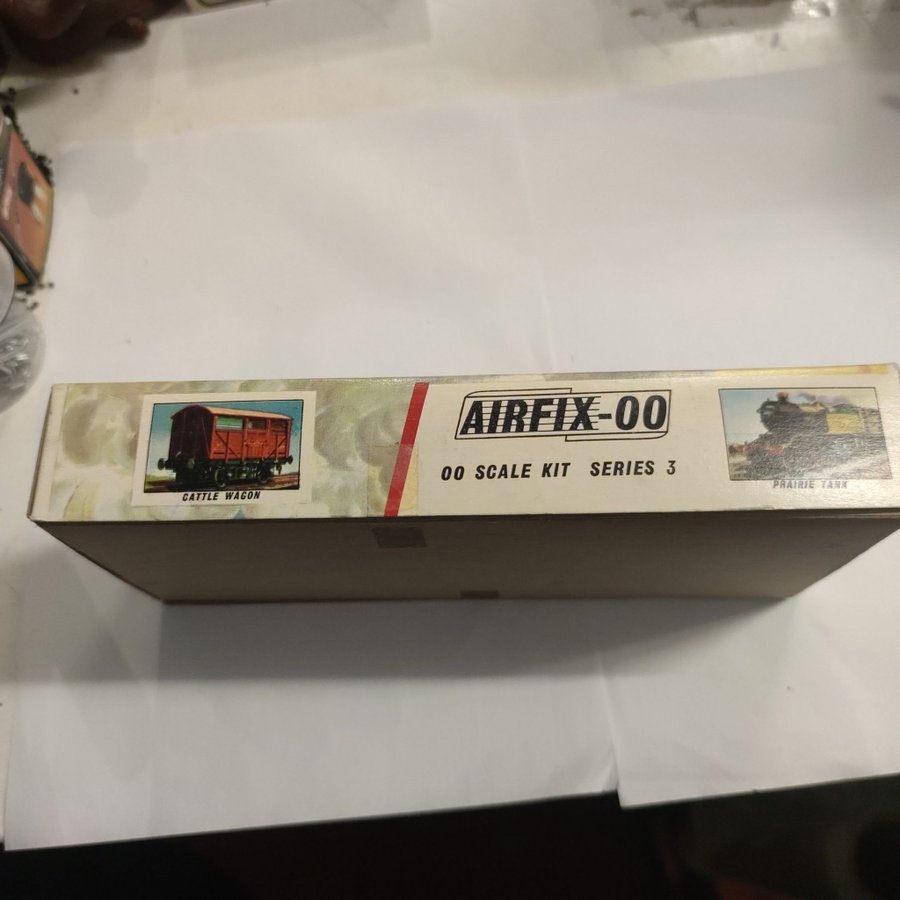 AIRFIX-00
00 SCALE KIT SERIES 3
CATTLE WAGON
PRAIRIE TANK